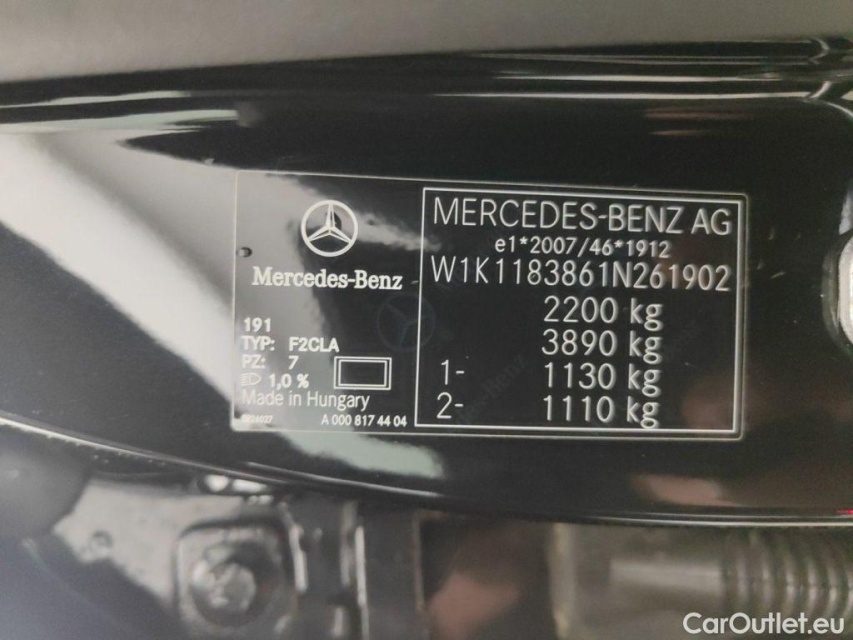 Mercedes-Benz
191
TYP: F2CLA
PZ: 7
1,0 %
Made in Hungary
A 000 817 44 04
MERCEDES-BENZ AG
e1*2007/46*1912
W1K1183861N261902
2200 kg
3890 kg
1- 1130 kg
2- 1110 kg
CarOutlet.eu